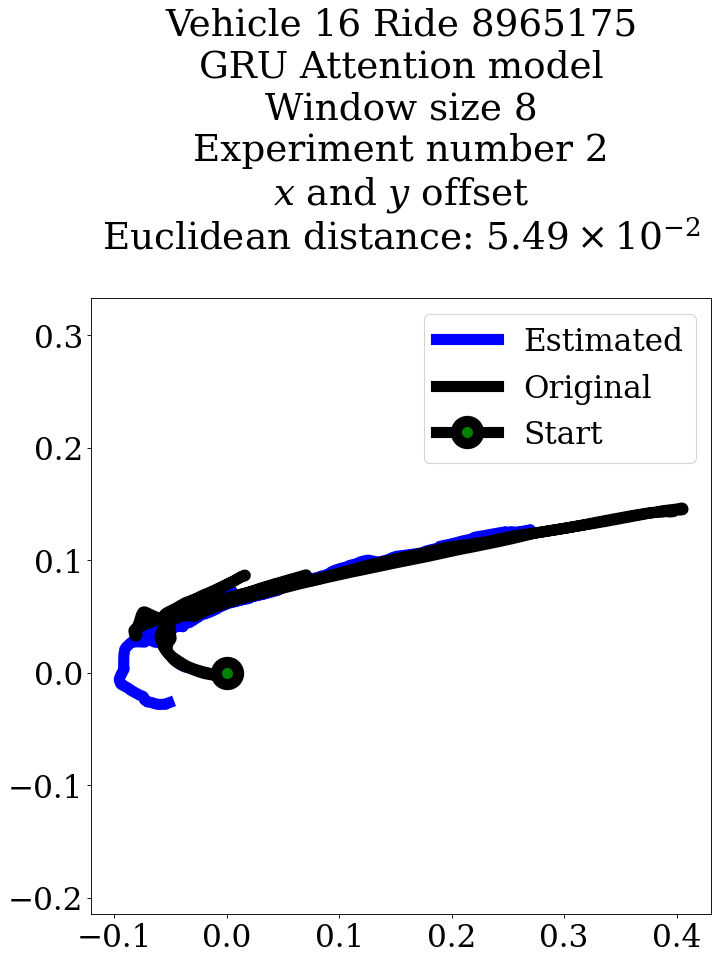 Vehicle 16 Ride 8965175
GRU Attention model
Window size 8
Experiment number 2
x and y offset
Euclidean distance: 5.49 × 10⁻²
Estimated
Original
Start
0.3
0.2
0.1
0.0
−0.1
−0.2
−0.1 0.0 0.1 0.2 0.3 0.4